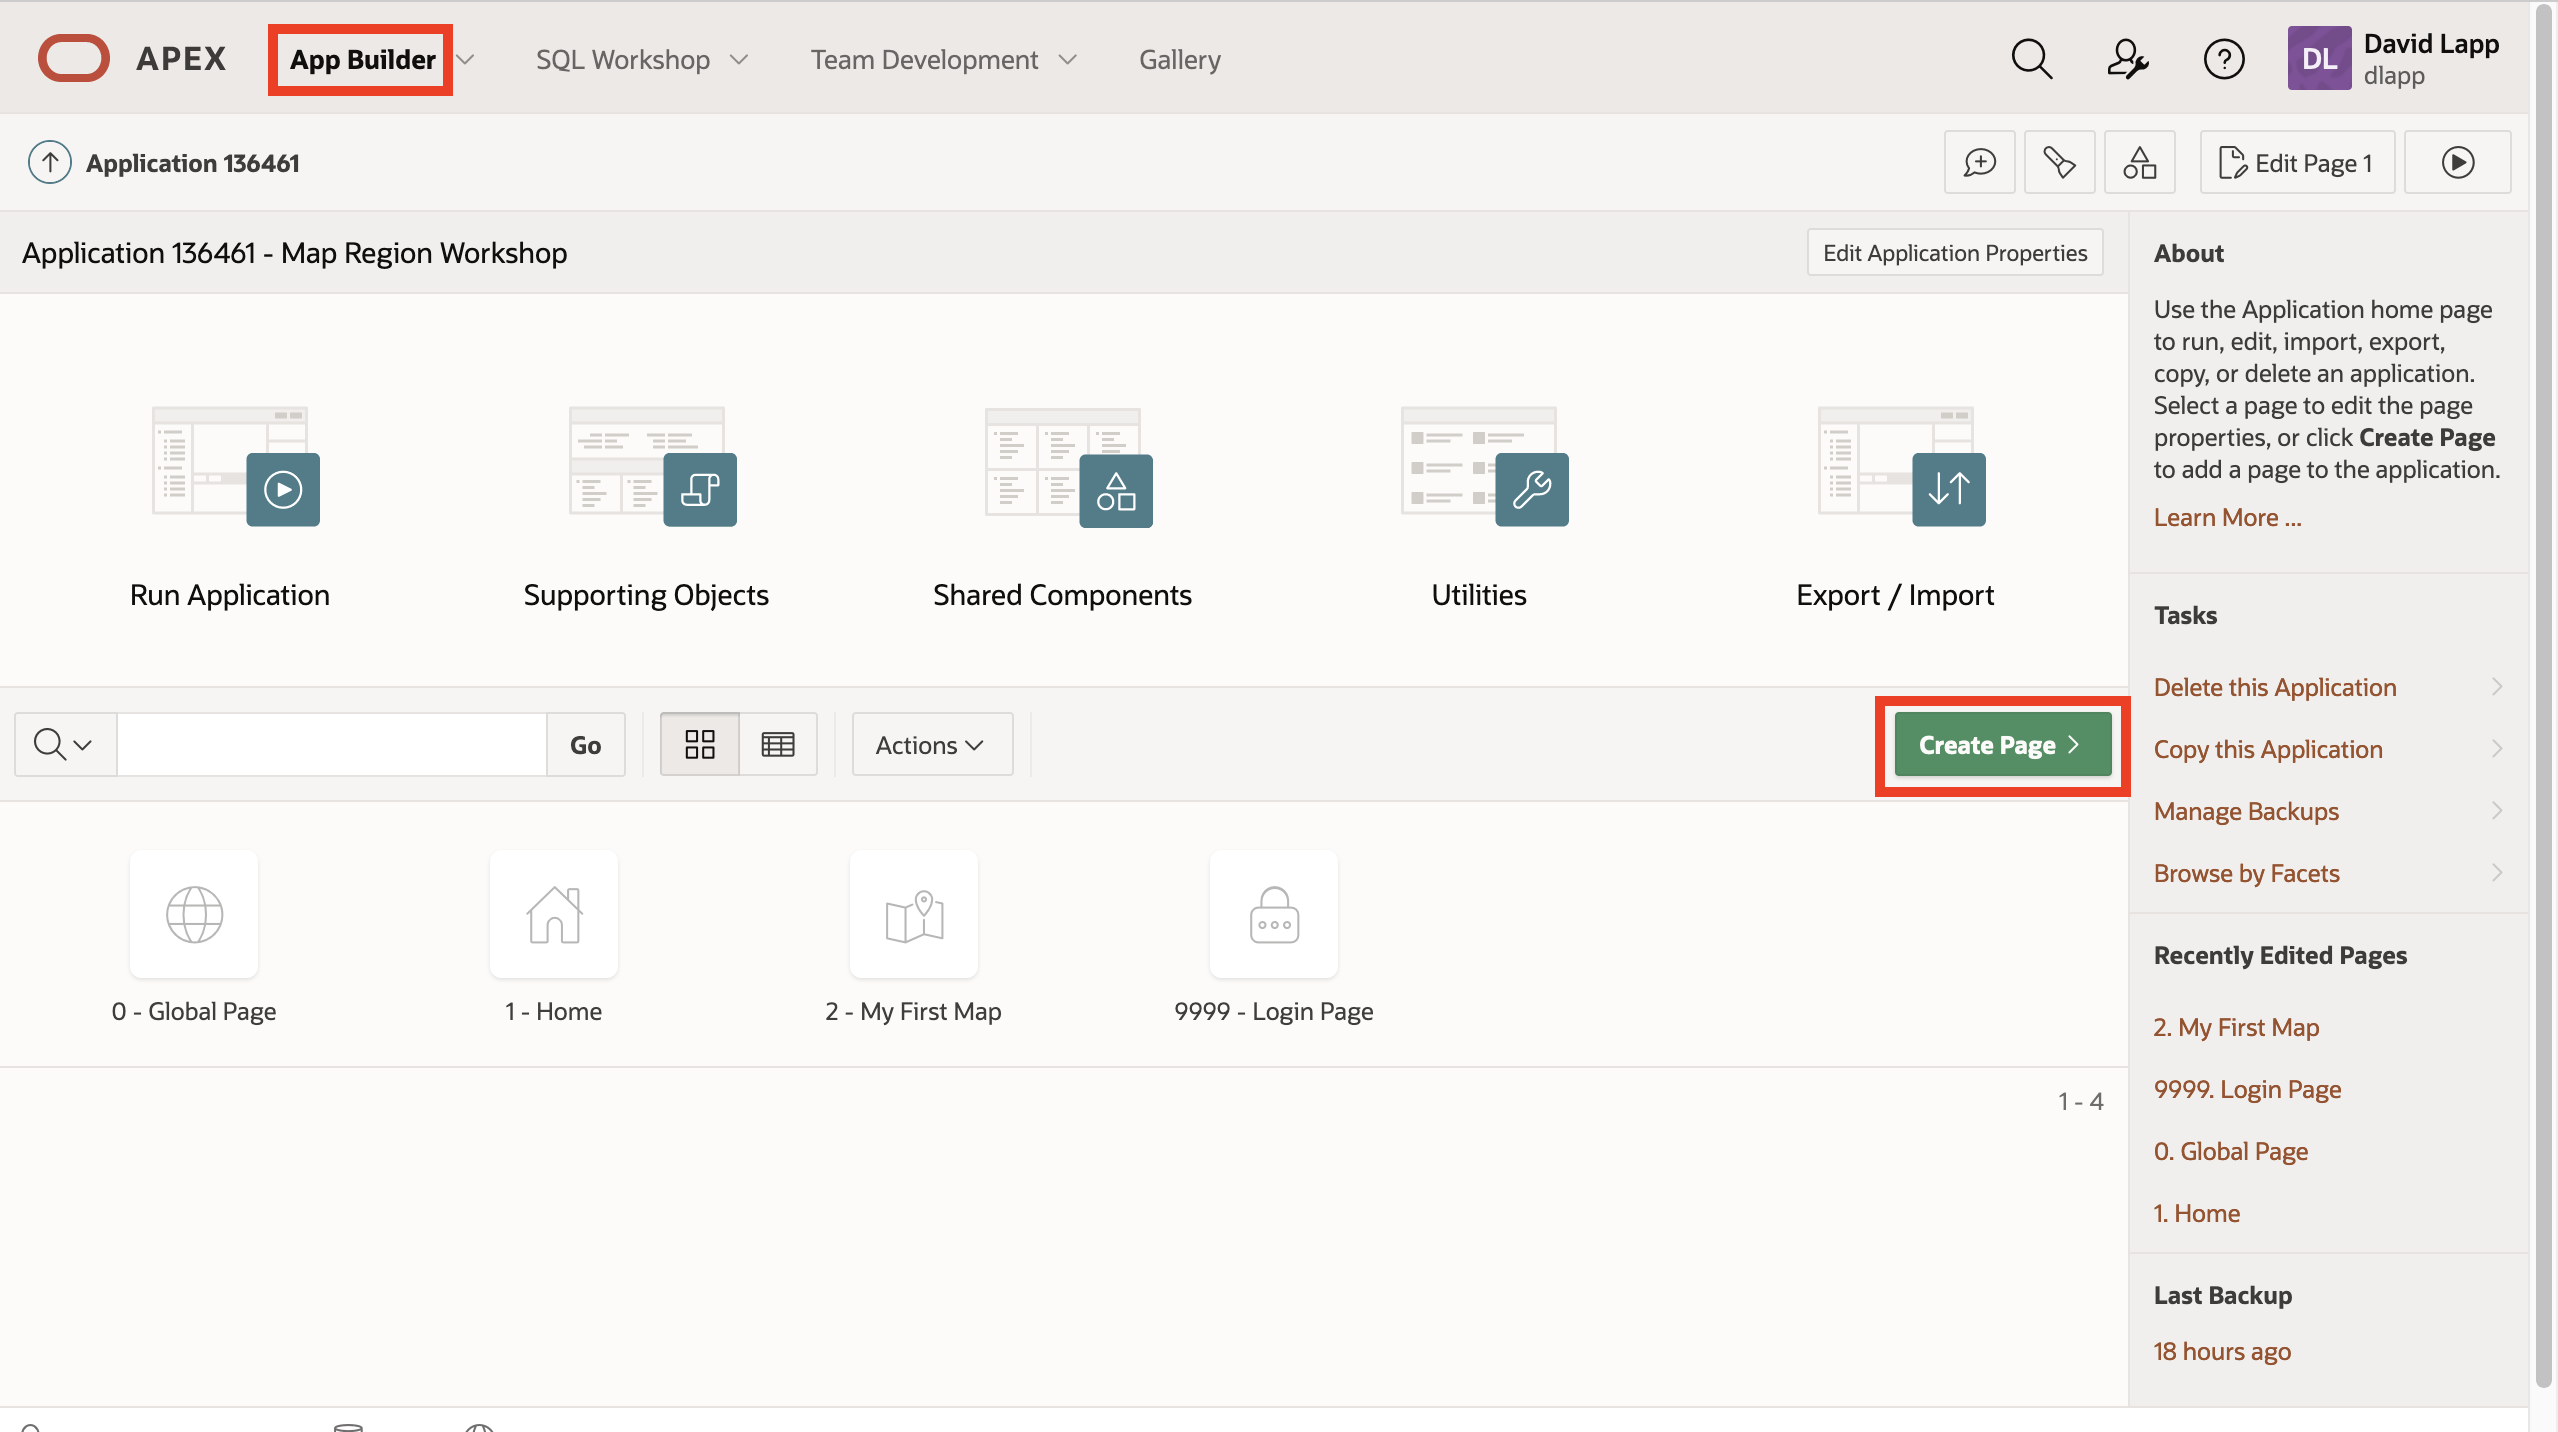 APEX
App Builder
SQL Workshop
Team Development
Gallery
DL
David Lapp
dlapp
Application 136461
Edit Page 1
Application 136461 - Map Region Workshop
Edit Application Properties
Run Application
Supporting Objects
Shared Components
Utilities
Export / Import
Go
Actions
Create Page
0 - Global Page
1 - Home
2 - My First Map
9999 - Login Page
1 - 4
About
Use the Application home page
to run, edit, import, export,
copy, or delete an application.
Select a page to edit the page
properties, or click Create Page
to add a page to the application.
Learn More ...
Tasks
Delete this Application
Copy this Application
Manage Backups
Browse by Facets
Recently Edited Pages
2. My First Map
9999. Login Page
0. Global Page
1. Home
Last Backup
18 hours ago